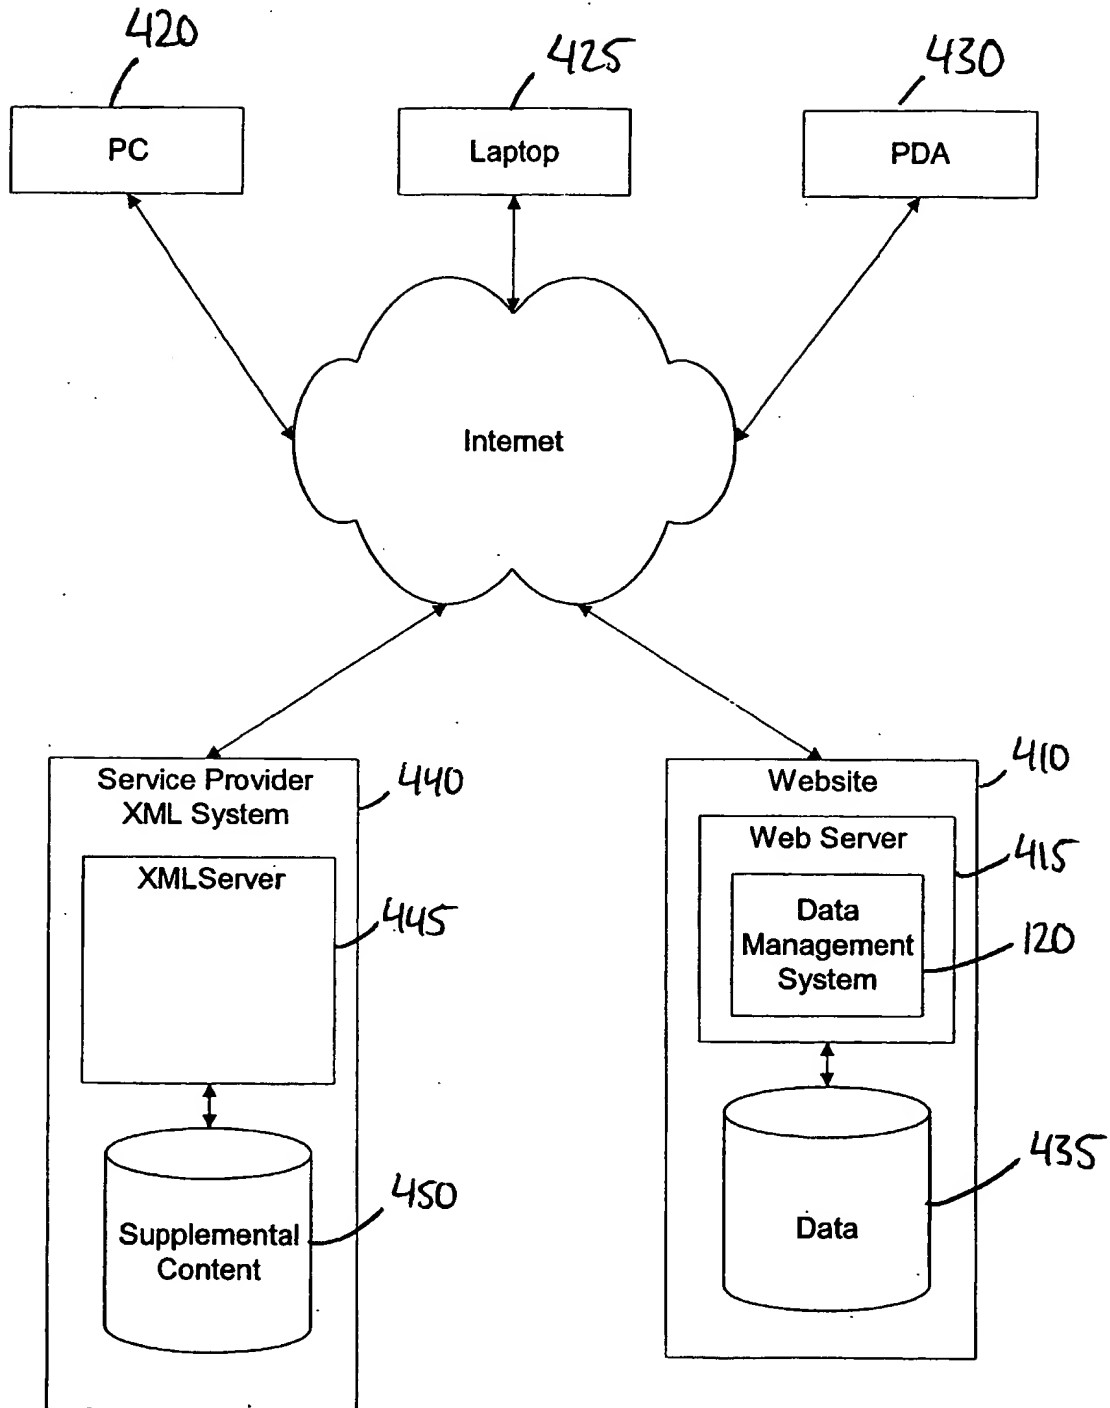 420
425
430
PC
Laptop
PDA
Internet
Service Provider
XML System
440
XMLServer
445
Supplemental
Content
450
Website
410
Web Server
415
Data
Management
System
120
Data
435